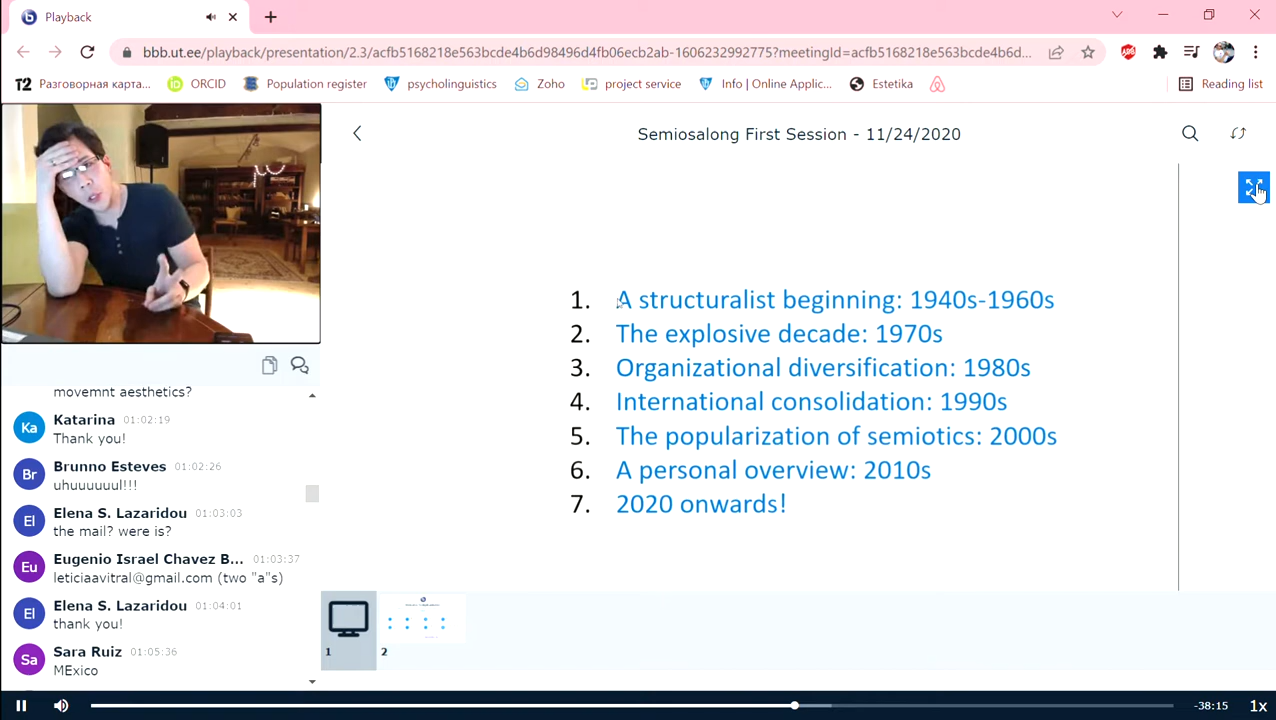 Playback
bbb.ut.ee/playback/presentation/2.3/acfb5168218e563bcde4b6d98496d4fb06ecb2ab-1606232992775?meetingId=acfb5168218e563bcde4b6d...
T2 Разговорная карта... ORCID Population register psycholinguistics Zoho project service Info | Online Applic... Estetika Reading list
Semiosalong First Session - 11/24/2020
movemnt aesthetics?
Ka Katarina 01:02:19
Thank you!
Br Brunno Esteves 01:02:26
uhuuuuuul!!!
El Elena S. Lazaridou 01:03:03
the mail? were is?
Eu Eugenio Israel Chavez B... 01:03:37
leticiaavitral@gmail.com (two "a"s)
El Elena S. Lazaridou 01:04:01
thank you!
Sa Sara Ruiz 01:05:36
MExico
1. A structuralist beginning: 1940s-1960s
2. The explosive decade: 1970s
3. Organizational diversification: 1980s
4. International consolidation: 1990s
5. The popularization of semiotics: 2000s
6. A personal overview: 2010s
7. 2020 onwards!
1 2
-38:15 1x